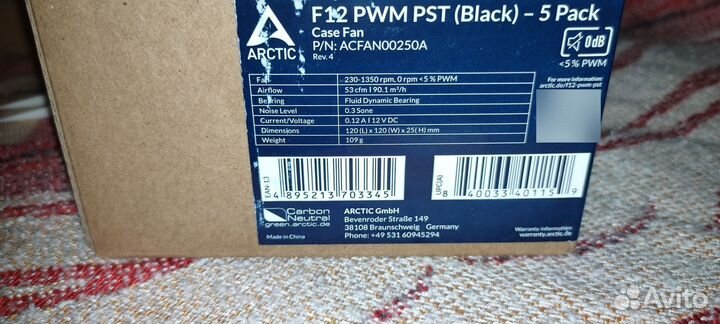 F12 PWM PST (Black) – 5 Pack
Case Fan
P/N: ACFAN00250A
Rev. 4
ARCTIC
0dB
<5% PWM
For more information:
arctic.de/f12-pwm-pst
Fan 230-1350 rpm, 0 rpm <5% PWM
Airflow 53 cfm | 90.1 m³/h
Bearing Fluid Dynamic Bearing
Noise Level 0.3 Sone
Current/Voltage 0.12 A | 12 V DC
Dimensions 120 (L) x 120 (W) x 25(H) mm
Weight 109 g
EAN-13
4 895213 703345
UPC(A)
8 40033 40115 9
Carbon
Neutral
green.arctic.de
Made in China
ARCTIC GmbH
Bevenroder Straße 149
38108 Braunschweig Germany
Phone: +49 531 60945294
Warranty information:
warranty.arctic.de
Avito